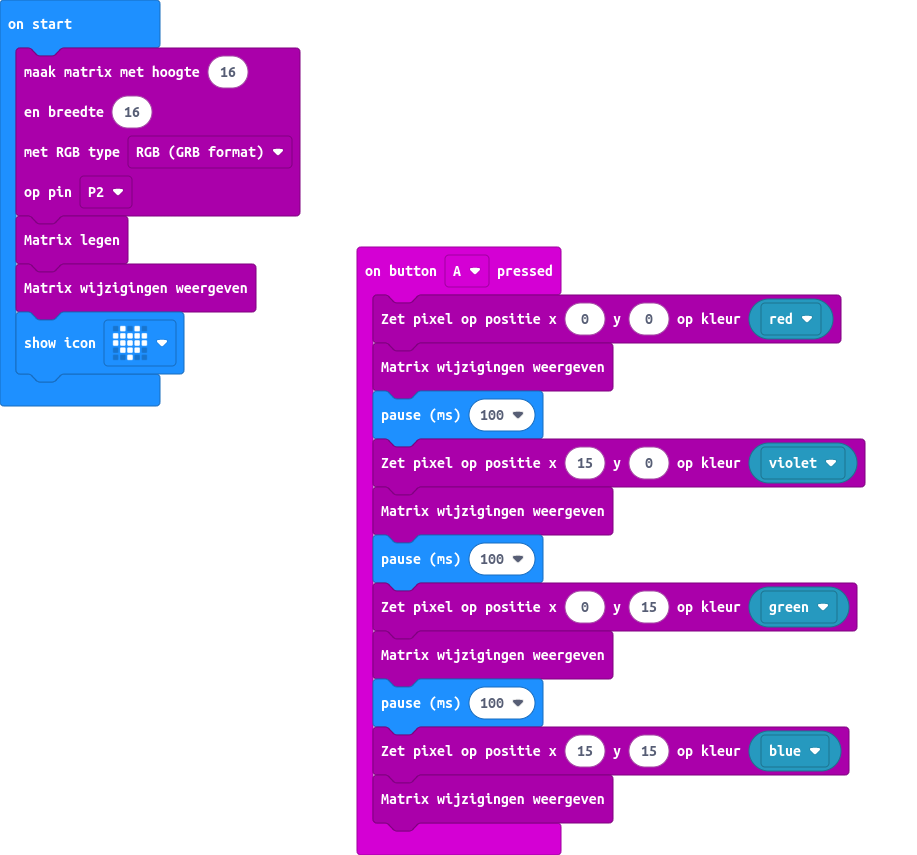 on start
maak matrix met hoogte 16
en breedte 16
met RGB type RGB (GRB format)
op pin P2
Matrix legen
Matrix wijzigingen weergeven
show icon
on button A pressed
Zet pixel op positie x 0 y 0 op kleur red
Matrix wijzigingen weergeven
pause (ms) 100
Zet pixel op positie x 15 y 0 op kleur violet
Matrix wijzigingen weergeven
pause (ms) 100
Zet pixel op positie x 0 y 15 op kleur green
Matrix wijzigingen weergeven
pause (ms) 100
Zet pixel op positie x 15 y 15 op kleur blue
Matrix wijzigingen weergeven